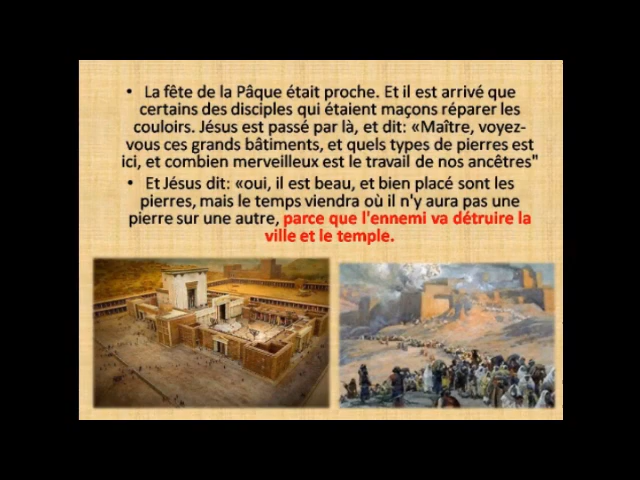 • La fête de la Pâque était proche. Et il est arrivé que
certains des disciples qui étaient maçons réparer les
couloirs. Jésus est passé par là, et dit: «Maître, voyez-
vous ces grands bâtiments, et quels types de pierres est
ici, et combien merveilleux est le travail de nos ancêtres"
• Et Jésus dit: «oui, il est beau, et bien placé sont les
pierres, mais le temps viendra où il n'y aura pas une
pierre sur une autre, parce que l'ennemi va détruire la
ville et le temple.